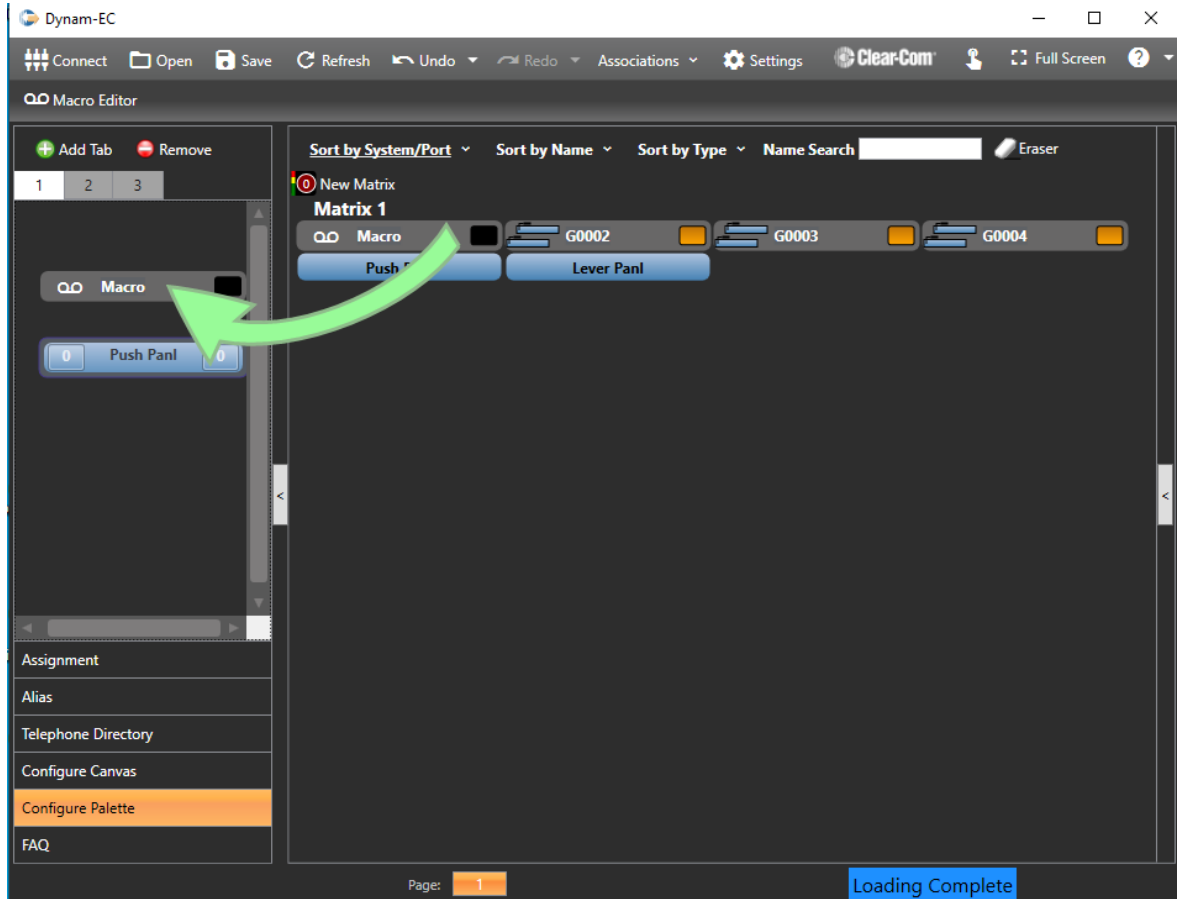 Dynam-EC
Connect Open Save Refresh Undo Redo Associations Settings Clear-Com Full Screen ?
Macro Editor
Add Tab Remove
1 2 3
Macro
0 Push Panl 0
Assignment
Alias
Telephone Directory
Configure Canvas
Configure Palette
FAQ
Sort by System/Port Sort by Name Sort by Type Name Search Eraser
0 New Matrix
Matrix 1
Macro G0002 G0003 G0004
Push Lever Panl
<
<
Page: 1
Loading Complete